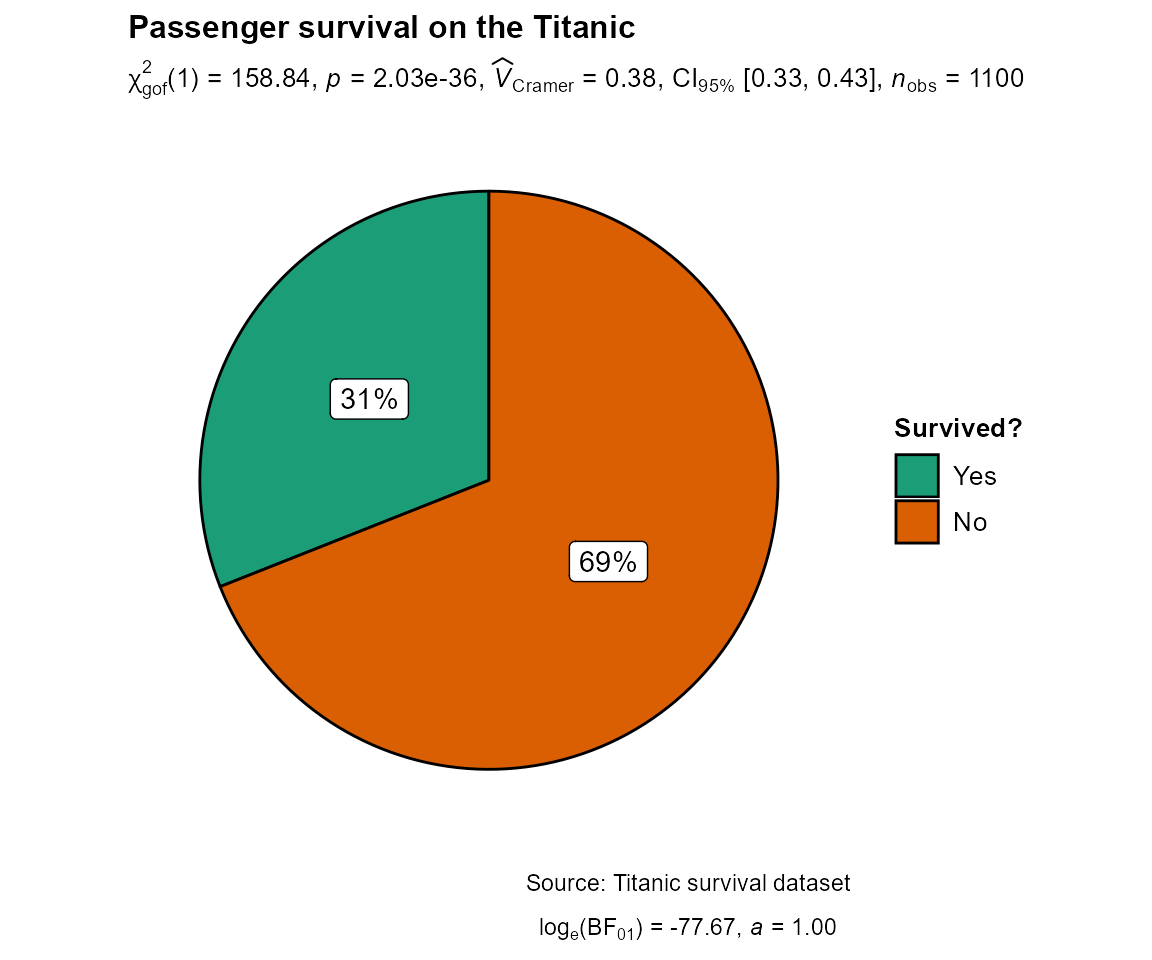 Passenger survival on the Titanic
χ²gof(1) = 158.84, p = 2.03e-36, V̂Cramer = 0.38, CI95% [0.33, 0.43], nobs = 1100
31%
69%
Survived?
Yes
No
Source: Titanic survival dataset
loge(BF01) = -77.67, a = 1.00